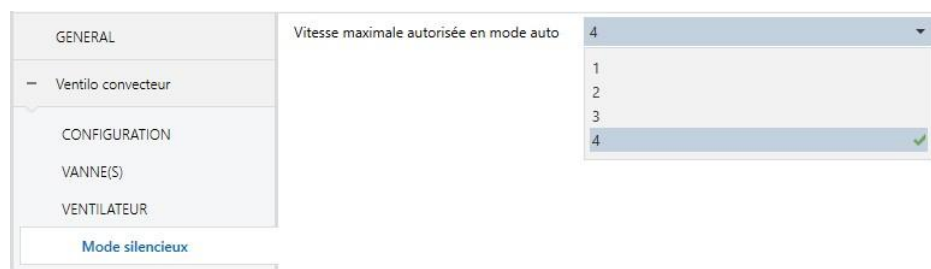 GENERAL
Vitesse maximale autorisée en mode auto
4
Ventilo convecteur
1
2
3
4
CONFIGURATION
VANNE(S)
VENTILATEUR
Mode silencieux